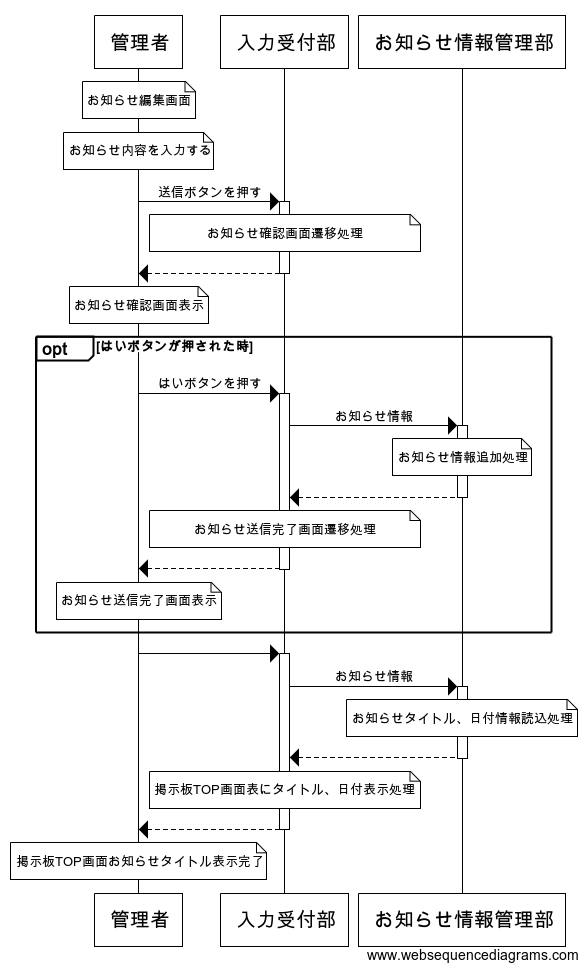 管理者 入力受付部 お知らせ情報管理部
お知らせ編集画面
お知らせ内容を入力する
送信ボタンを押す
お知らせ確認画面遷移処理
お知らせ確認画面表示
opt [はいボタンが押された時]
はいボタンを押す
お知らせ情報
お知らせ情報追加処理
お知らせ送信完了画面遷移処理
お知らせ送信完了画面表示
お知らせ情報
お知らせタイトル、日付情報読込処理
掲示板TOP画面表にタイトル、日付表示処理
掲示板TOP画面お知らせタイトル表示完了
管理者 入力受付部 お知らせ情報管理部
www.websequencediagrams.com